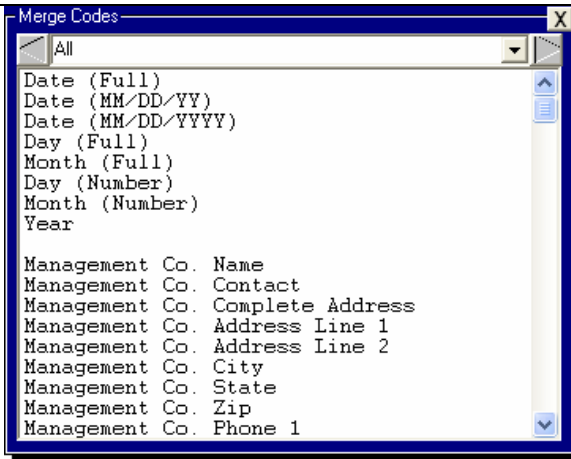 Merge Codes
X
All
Date (Full)
Date (MM/DD/YY)
Date (MM/DD/YYYY)
Day (Full)
Month (Full)
Day (Number)
Month (Number)
Year
Management Co. Name
Management Co. Contact
Management Co. Complete Address
Management Co. Address Line 1
Management Co. Address Line 2
Management Co. City
Management Co. State
Management Co. Zip
Management Co. Phone 1